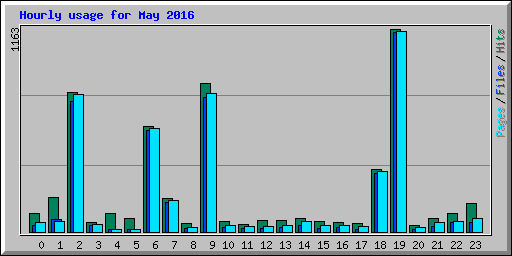 Hourly usage for May 2016
1163
Pages / Files / Hits
0 1 2 3 4 5 6 7 8 9 10 11 12 13 14 15 16 17 18 19 20 21 22 23